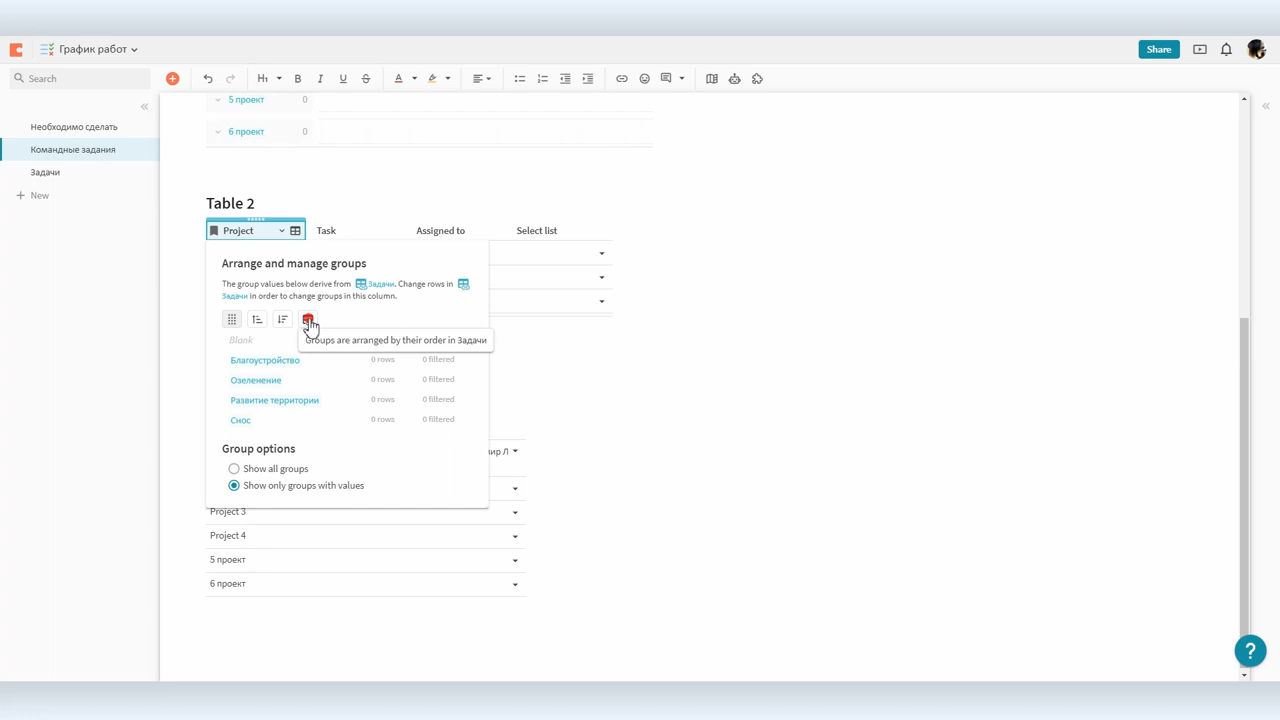 График работ
Share
Search
H1
B
I
U
S
A
Необходимо сделать
Командные задания
Задачи
New
5 проект 0
6 проект 0
Table 2
Project Task Assigned to Select list
Arrange and manage groups
The group values below derive from Задачи. Change rows in
Задачи in order to change groups in this column.
Groups are arranged by their order in Задачи
Blank
Благоустройство 0 rows 0 filtered
Озеленение 0 rows 0 filtered
Развитие территории 0 rows 0 filtered
Снос 0 rows 0 filtered
Group options
Show all groups
Show only groups with values
мир Л
Project 3
Project 4
5 проект
6 проект
?